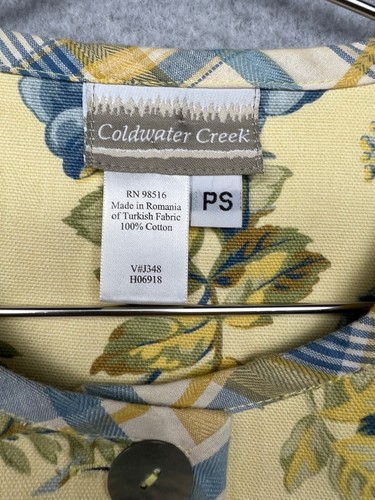 Coldwater Creek
RN 98516
Made in Romania
of Turkish Fabric
100% Cotton
V#J348
H06918
PS